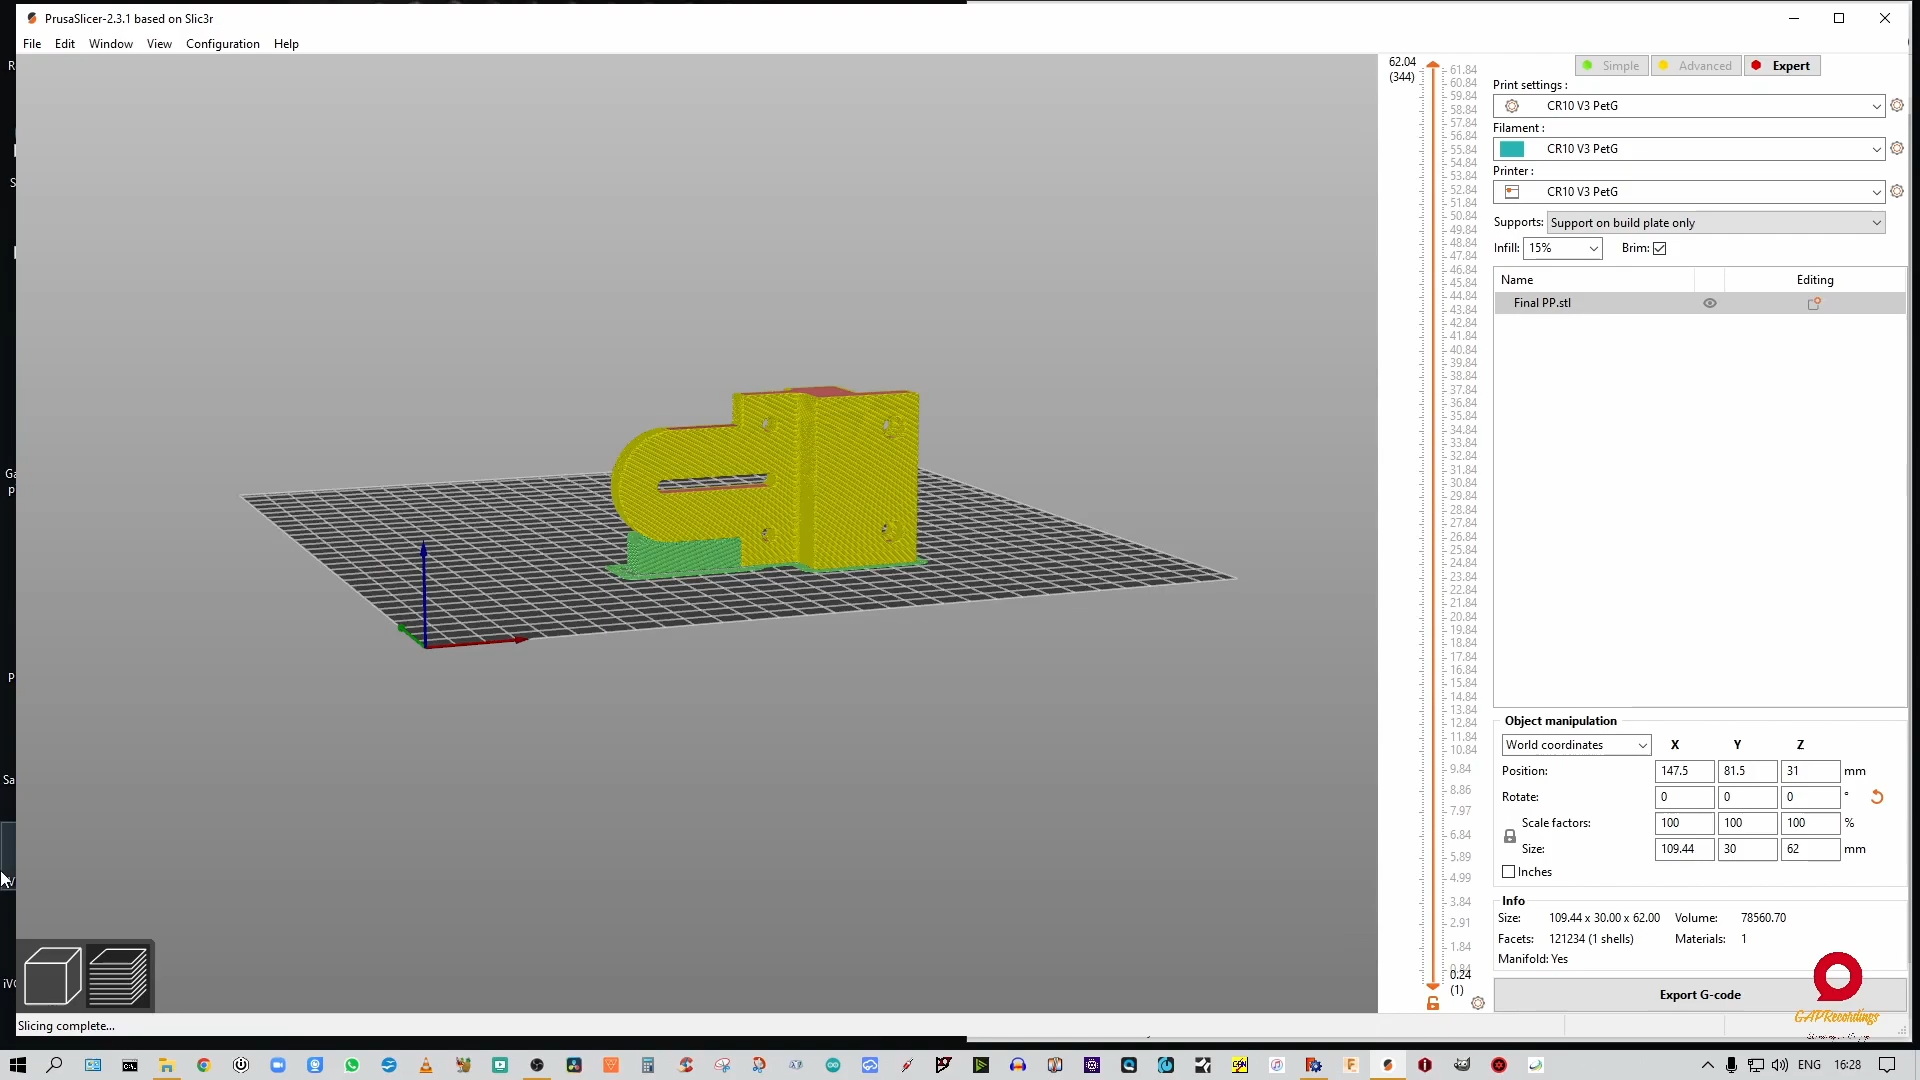 PrusaSlicer-2.3.1 based on Slic3r
File Edit Window View Configuration Help
62.04
(344)
61.84
60.84
59.84
58.84
57.84
56.84
55.84
54.84
53.84
52.84
51.84
50.84
49.84
48.84
47.84
46.84
45.84
44.84
43.84
42.84
41.84
40.84
39.84
38.84
37.84
36.84
35.84
34.84
33.84
32.84
31.84
30.84
29.84
28.84
27.84
26.84
25.84
24.84
23.84
22.84
21.84
20.84
19.84
18.84
17.84
16.84
15.84
14.84
13.84
12.84
11.84
10.84
9.84
8.86
7.97
6.84
5.89
4.99
3.84
2.91
1.84
0.24
(1)
Simple Advanced Expert
Print settings :
CR10 V3 PetG
Filament :
CR10 V3 PetG
Printer :
CR10 V3 PetG
Supports: Support on build plate only
Infill: 15% Brim:
Name Editing
Final PP.stl
Object manipulation
World coordinates X Y Z
Position: 147.5 81.5 31 mm
Rotate: 0 0 0 °
Scale factors: 100 100 100 %
Size: 109.44 30 62 mm
Inches
Info
Size: 109.44 x 30.00 x 62.00 Volume: 78560.70
Facets: 121234 (1 shells) Materials: 1
Manifold: Yes
Export G-code
GAPRecordings
Slicing complete...
ENG 16:28